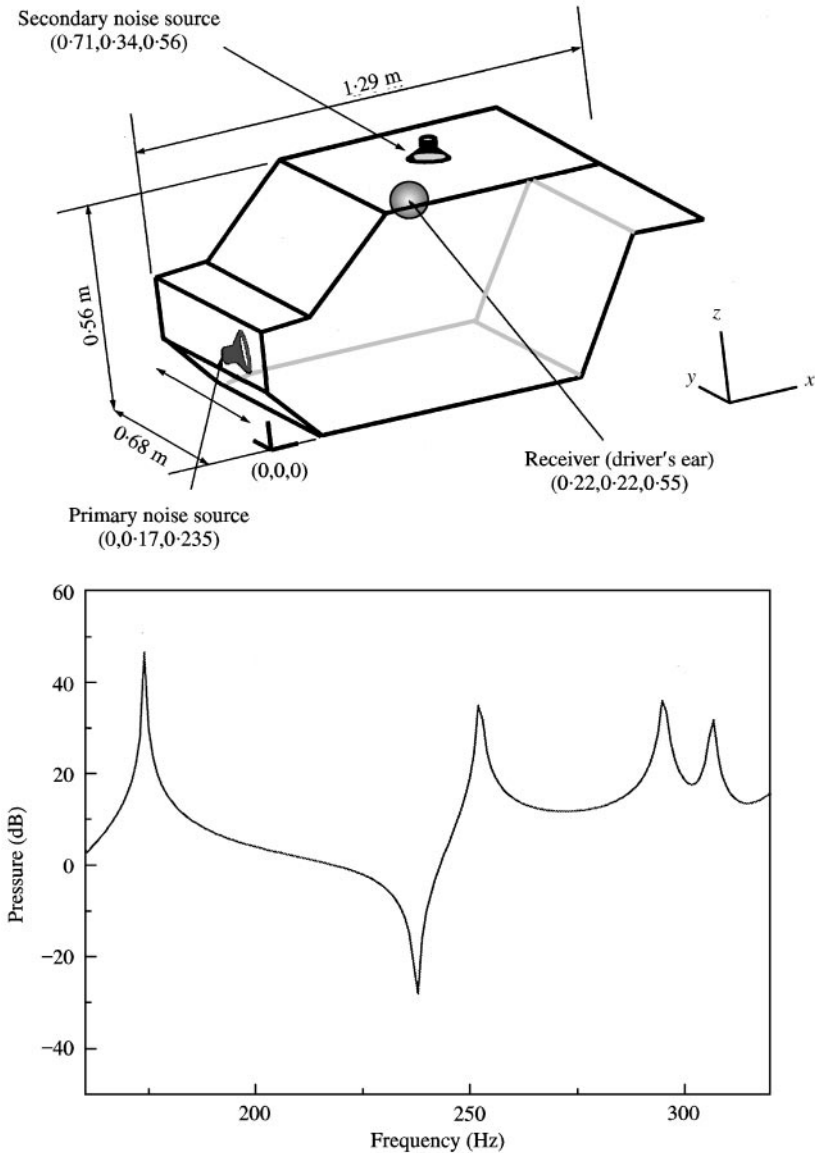 Secondary noise source
(0·71,0·34,0·56)
1·29 m
0·56 m
0·68 m
(0,0,0)
z
y
x
Receiver (driver's ear)
(0·22,0·22,0·55)
Primary noise source
(0,0·17,0·235)
60
40
20
0
−20
−40
Pressure (dB)
200
250
300
Frequency (Hz)